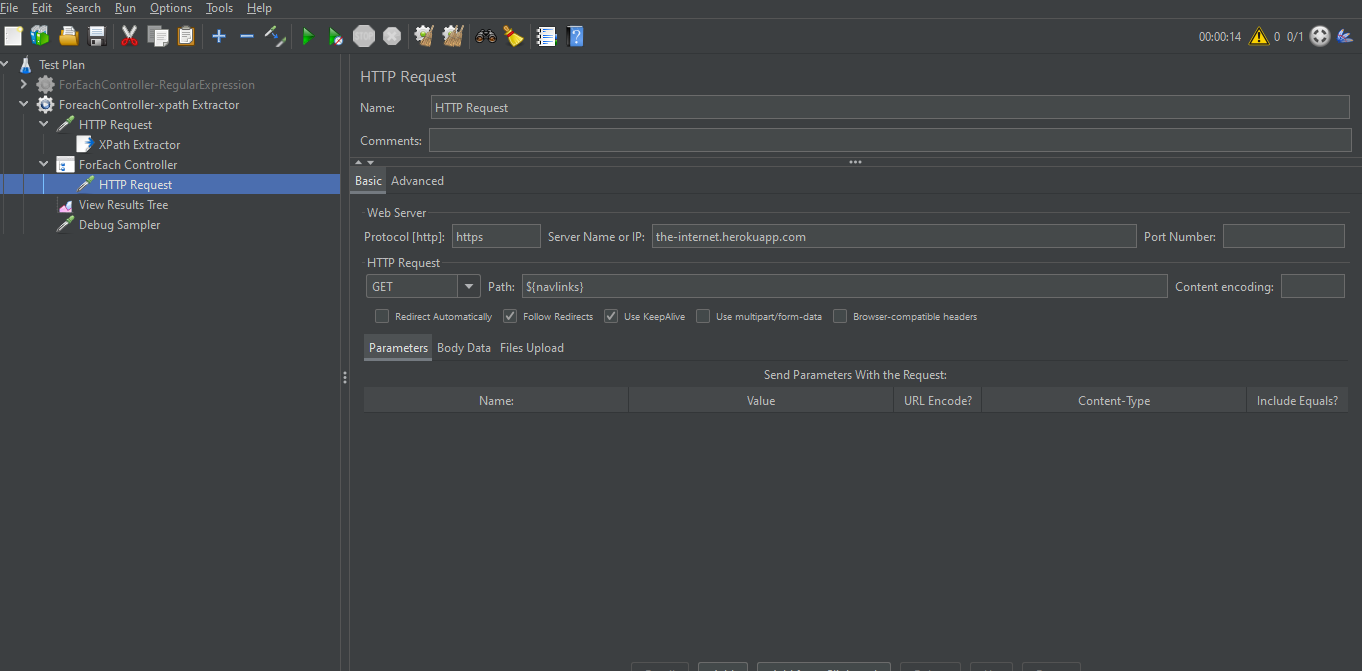 File Edit Search Run Options Tools Help
00:00:14 0 0/1
Test Plan
ForEachController-RegularExpression
ForeachController-xpath Extractor
HTTP Request
XPath Extractor
ForEach Controller
HTTP Request
View Results Tree
Debug Sampler
HTTP Request
Name: HTTP Request
Comments:
Basic Advanced
Web Server
Protocol [http]: https Server Name or IP: the-internet.herokuapp.com Port Number:
HTTP Request
GET Path: ${navlinks} Content encoding:
Redirect Automatically Follow Redirects Use KeepAlive Use multipart/form-data Browser-compatible headers
Parameters Body Data Files Upload
Send Parameters With the Request:
Name: Value URL Encode? Content-Type Include Equals?